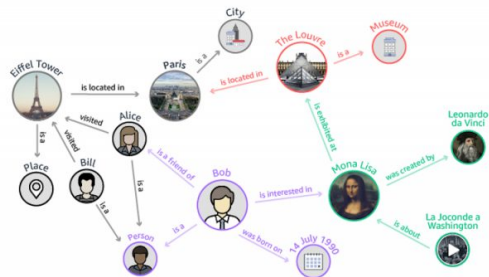 City
is a
The Louvre
Museum
is a
Paris
Eiffel Tower
is located in
is located in
visited
Alice
is exhibited at
Leonardo
da Vinci
is a
visited
Bill
is a friend of
Bob
Mona Lisa
was created by
Place
is a
is interested in
is a
La Joconde a
Washington
is about
Person
is a
was born on
14 July 1990